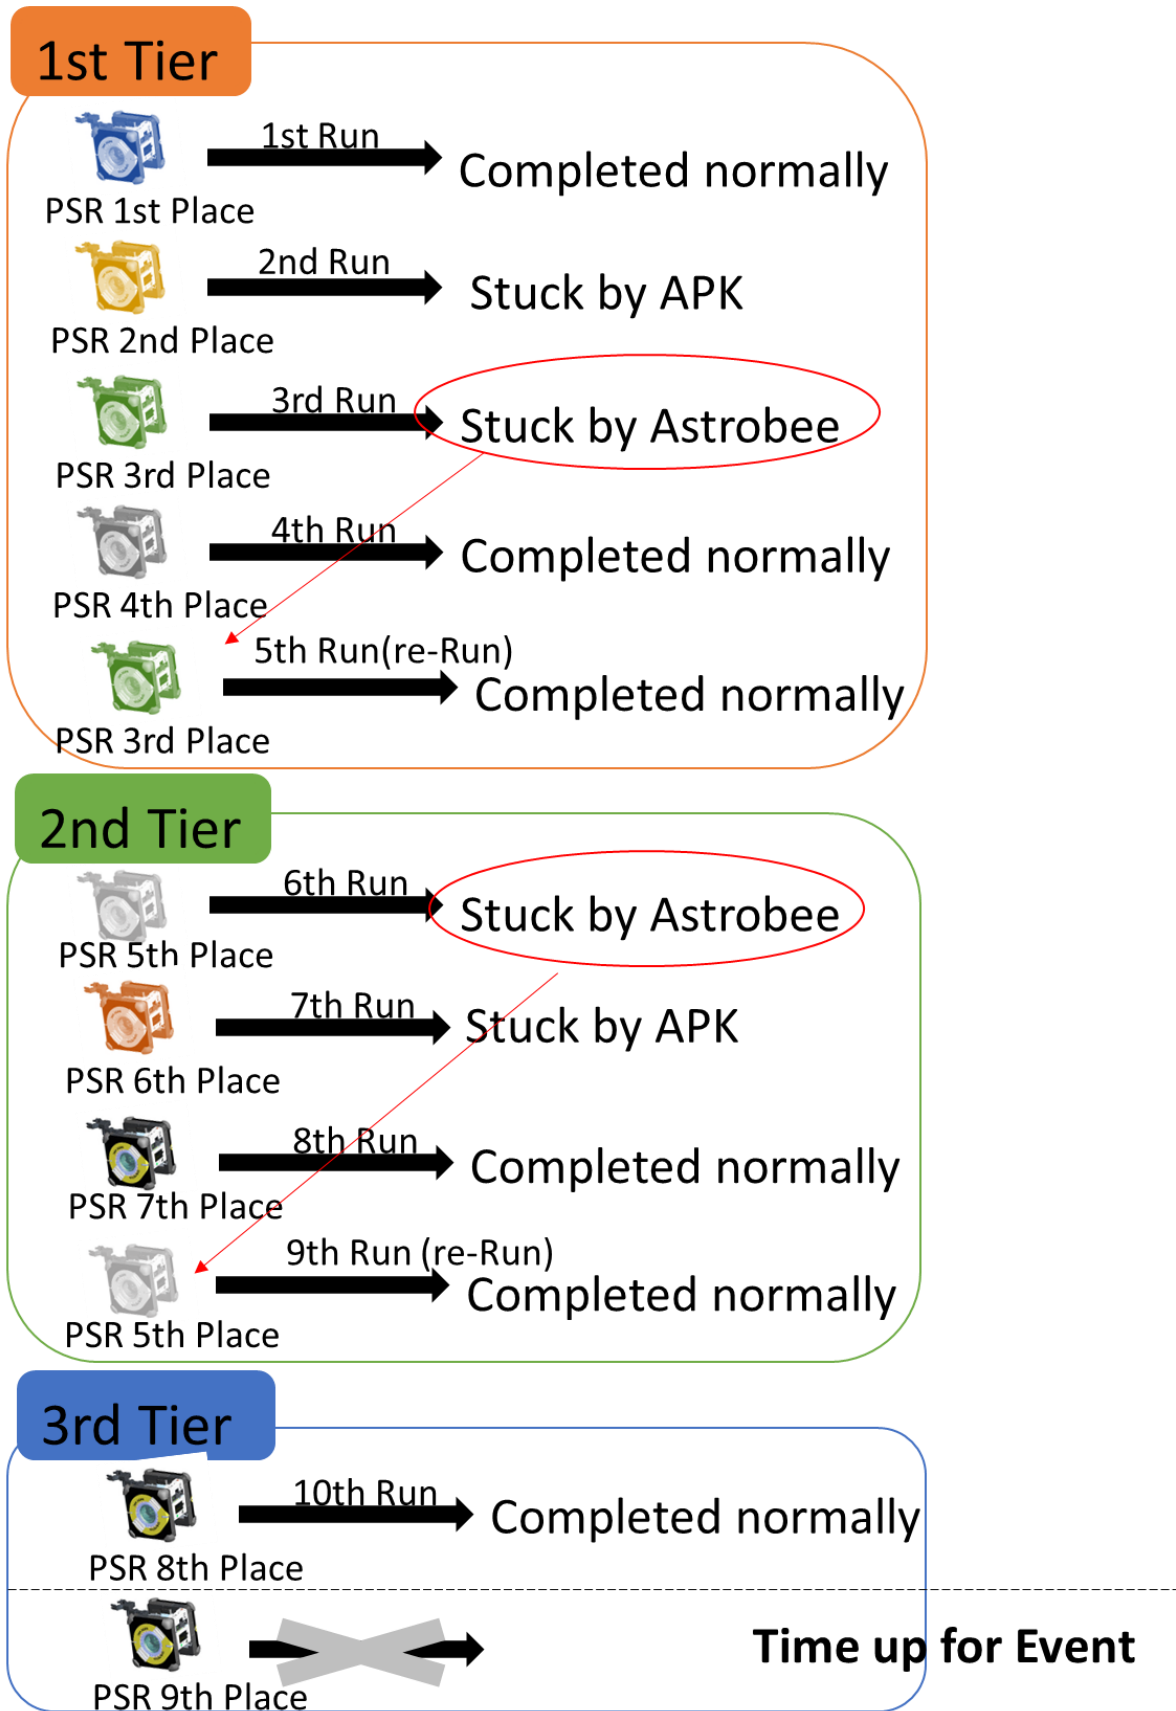 1st Tier
1st Run
Completed normally
PSR 1st Place
2nd Run
Stuck by APK
PSR 2nd Place
3rd Run
Stuck by Astrobee
PSR 3rd Place
4th Run
Completed normally
PSR 4th Place
5th Run(re-Run)
Completed normally
PSR 3rd Place
2nd Tier
6th Run
Stuck by Astrobee
PSR 5th Place
7th Run
Stuck by APK
PSR 6th Place
8th Run
Completed normally
PSR 7th Place
9th Run (re-Run)
Completed normally
PSR 5th Place
3rd Tier
10th Run
Completed normally
PSR 8th Place
Time up for Event
PSR 9th Place